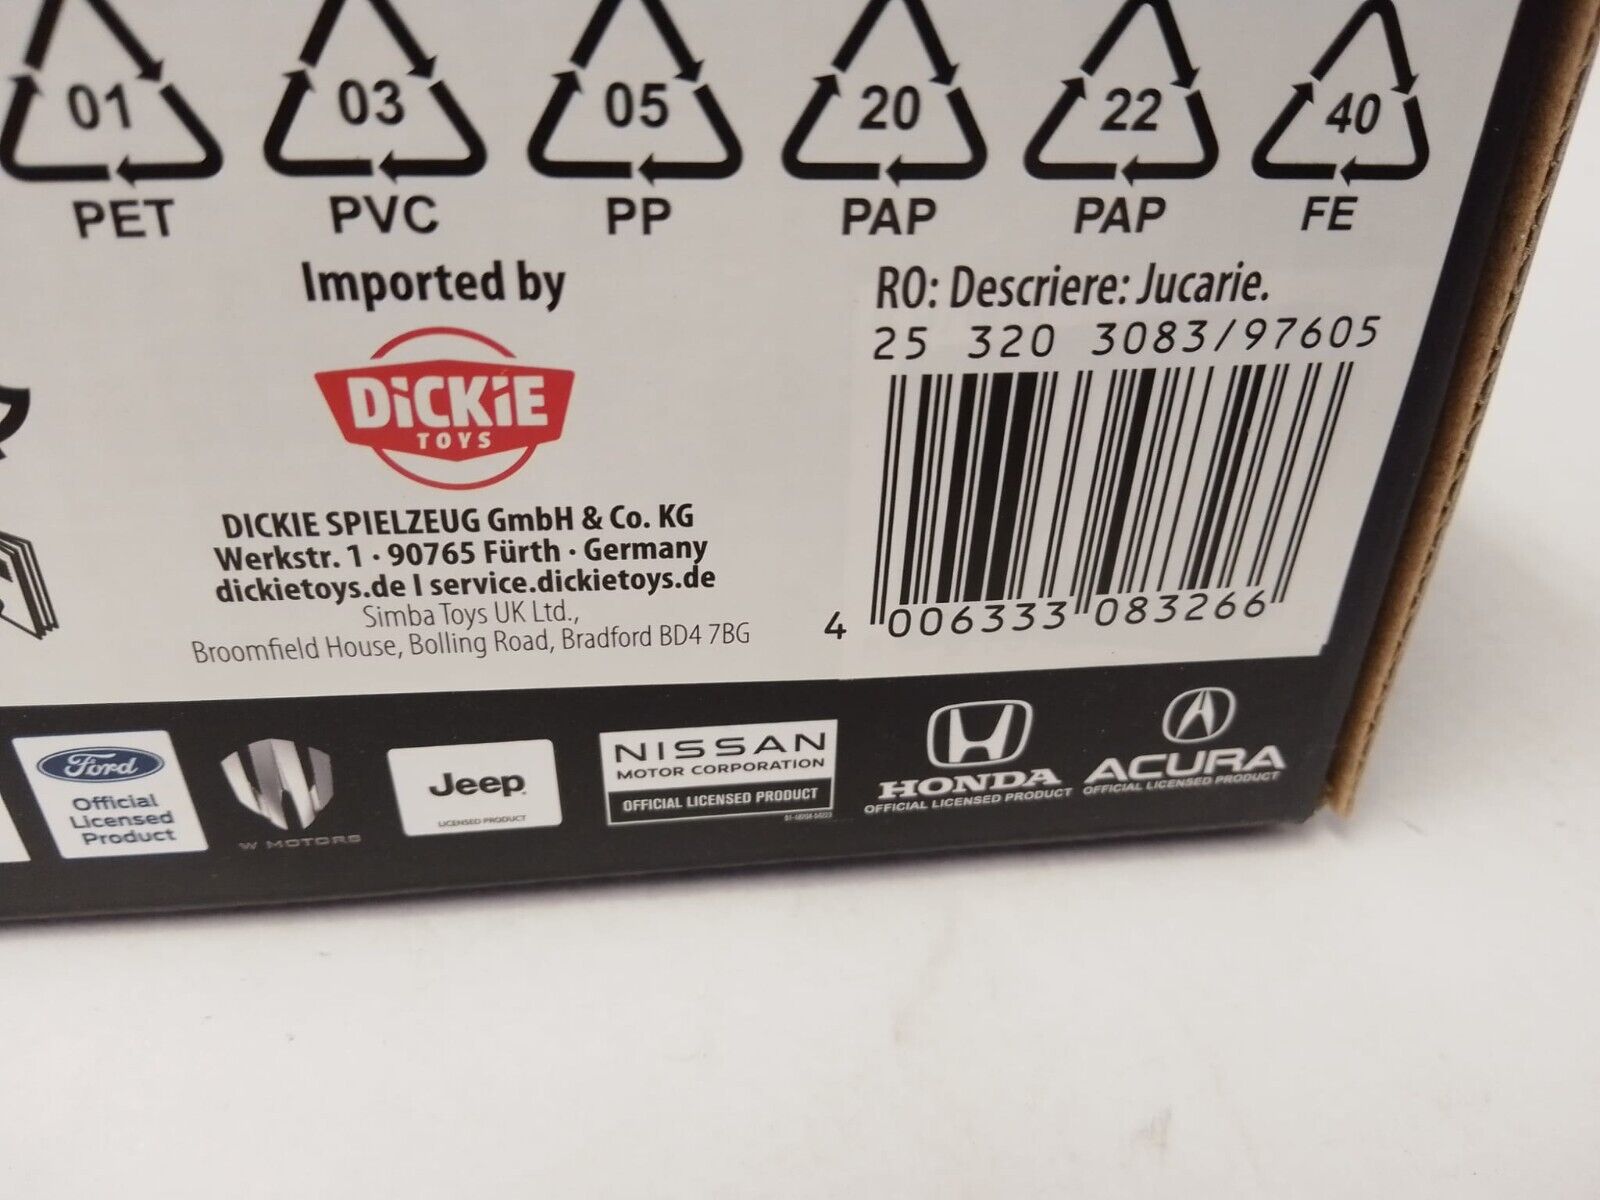 01 03 05 20 22 40
PET PVC PP PAP PAP FE
Imported by
DiCKiE
TOYS
DICKIE SPIELZEUG GmbH & Co. KG
Werkstr. 1 · 90765 Fürth · Germany
dickietoys.de I service.dickietoys.de
Simba Toys UK Ltd.,
Broomfield House, Bolling Road, Bradford BD4 7BG
RO: Descriere: Jucarie.
25 320 3083/97605
4 006333 083266
Ford
Official
Licensed
Product
W MOTORS
Jeep
LICENSED PRODUCT
NISSAN
MOTOR CORPORATION
OFFICIAL LICENSED PRODUCT
HONDA
OFFICIAL LICENSED PRODUCT
ACURA
OFFICIAL LICENSED PRODUCT